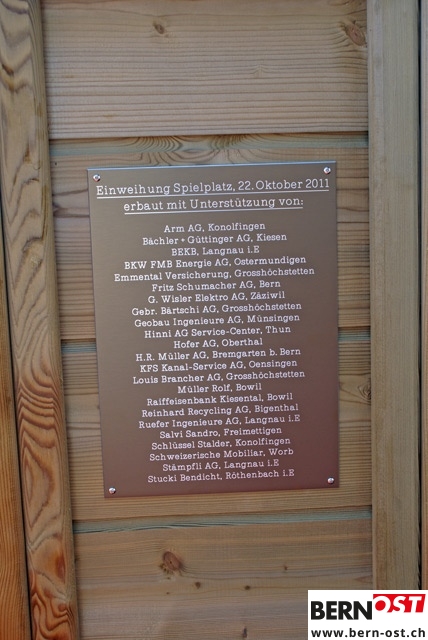 Einweihung Spielplatz, 22. Oktober 2011
erbaut mit Unterstützung von:
Arm AG, Konolfingen
Bächler + Güttinger AG, Kiesen
BEKB, Langnau i.E
BKW FMB Energie AG, Ostermundigen
Emmental Versicherung, Grosshöchstetten
Fritz Schumacher AG, Bern
G. Wisler Elektro AG, Zäziwil
Gebr. Bärtschi AG, Grosshöchstetten
Geobau Ingenieure AG, Münsingen
Hinni AG Service-Center, Thun
Hofer AG, Oberthal
H.R. Müller AG, Bremgarten b. Bern
KFS Kanal-Service AG, Oensingen
Louis Brancher AG, Grosshöchstetten
Müller Rolf, Bowil
Raiffeisenbank Kiesental, Bowil
Reinhard Recycling AG, Bigenthal
Ruefer Ingenieure AG, Langnau i.E
Salvi Sandro, Freimettigen
Schlüssel Stalder, Konolfingen
Schweizerische Mobiliar, Worb
Stämpfli AG, Langnau i.E
Stucki Bendicht, Röthenbach i.E
BERNOST
www.bern-ost.ch